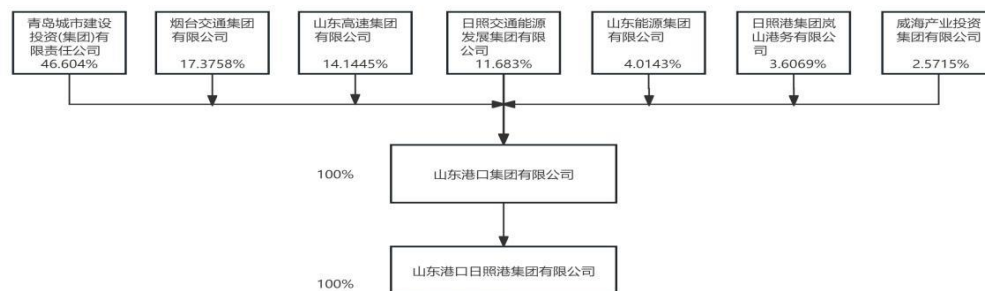 青岛城市建设
投资(集团)有
限责任公司
46.604%
烟台交通集团
有限公司
17.3758%
山东高速集团
有限公司
14.1445%
日照交通能源
发展集团有限
公司
11.683%
山东能源集团
有限公司
4.0143%
日照港集团岚
山港务有限公
司
3.6069%
威海产业投资
集团有限公司
2.5715%
100%
山东港口集团有限公司
山东港口日照港集团有限公司
100%